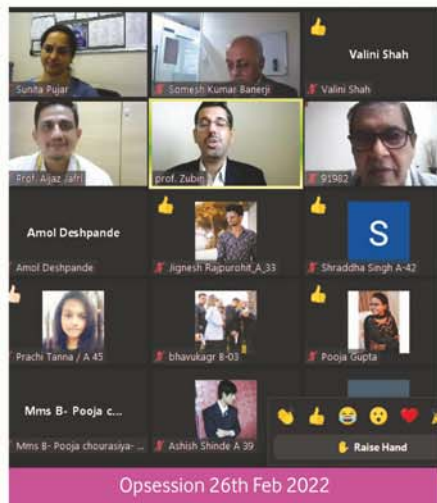 Valini Shah
Sunita Pujar
Somesh Kumar Banerji
Valini Shah
Prof. Aijaz Jafri
prof. Zubin
91982
Amol Deshpande
S
Amol Deshpande
Jignesh Rajpurohit_A_33
Shraddha Singh A-42
Prachi Tanna / A 45
bhavukagr B-03
Pooja Gupta
Mms B- Pooja c...
Mms B- Pooja chourasiya- ...
Ashish Shinde A 39
Raise Hand
Opsession 26th Feb 2022